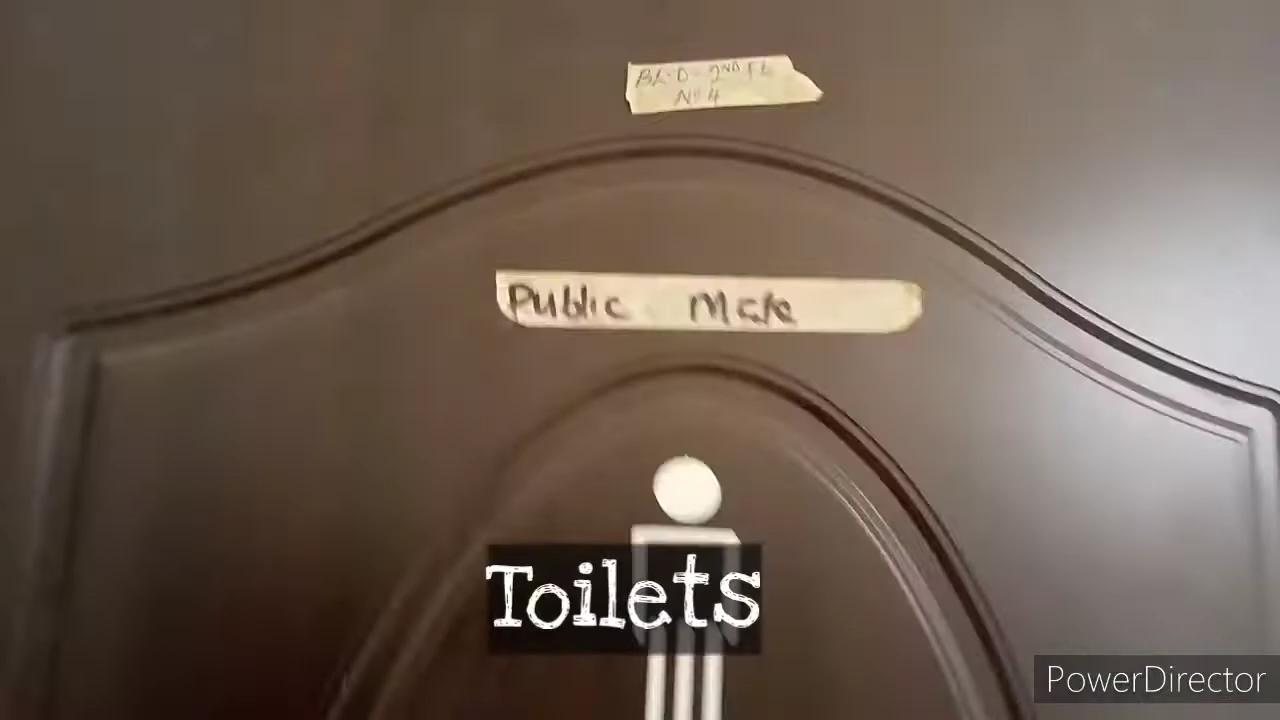 BL·D - 2ND FL
No 4
Public Male
Toilets
PowerDirector